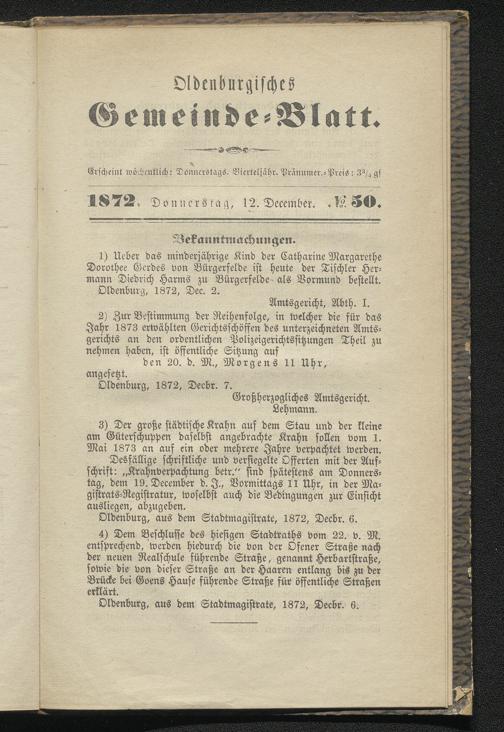 Oldenburgisches
Gemeinde-Blatt.
Erscheint wöchentlich: Donnerstags. Vierteljähr. Pränumer.-Preis: 3¾ gſ
1872. Donnerstag, 12. December. № 50.
Bekanntmachungen.
1) Ueber das minderjährige Kind der Catharine Margarethe
Dorothee Gerdes von Bürgerfelde ist heute der Tischler Her-
mann Diedrich Harms zu Bürgerfelde als Vormund bestellt.
Oldenburg, 1872, Dec. 2.
Amtsgericht, Abth. I.
2) Zur Bestimmung der Reihenfolge, in welcher die für das
Jahr 1873 erwählten Gerichtsschöffen des unterzeichneten Amts-
gerichts an den ordentlichen Polizeigerichtssitzungen Theil zu
nehmen haben, ist öffentliche Sitzung auf
den 20. d. M., Morgens 11 Uhr,
angesetzt.
Oldenburg, 1872, Decbr. 7.
Großherzogliches Amtsgericht.
Lehmann.
3) Der große städtische Krahn auf dem Stau und der kleine
am Güterschuppen daselbst angebrachte Krahn sollen vom 1.
Mai 1873 an auf ein oder mehrere Jahre verpachtet werden.
Desfällige schriftliche und versiegelte Offerten mit der Auf-
schrift: „Krahnverpachtung betr.“ sind spätestens am Donners-
tag, dem 19. December d. J., Vormittags 11 Uhr, in der Ma-
gistrats-Registratur, woselbst auch die Bedingungen zur Einsicht
ausliegen, abzugeben.
Oldenburg, aus dem Stadtmagistrate, 1872, Decbr. 6.
4) Dem Beschlusse des hiesigen Stadtraths vom 22. v. M.
entsprechend, werden hiedurch die von der Ofener Straße nach
der neuen Realschule führende Straße, genannt Herbartstraße,
sowie die von dieser Straße an der Haaren entlang bis zu der
Brücke bei Goens Hause führende Straße für öffentliche Straßen
erklärt.
Oldenburg, aus dem Stadtmagistrate, 1872, Decbr. 6.